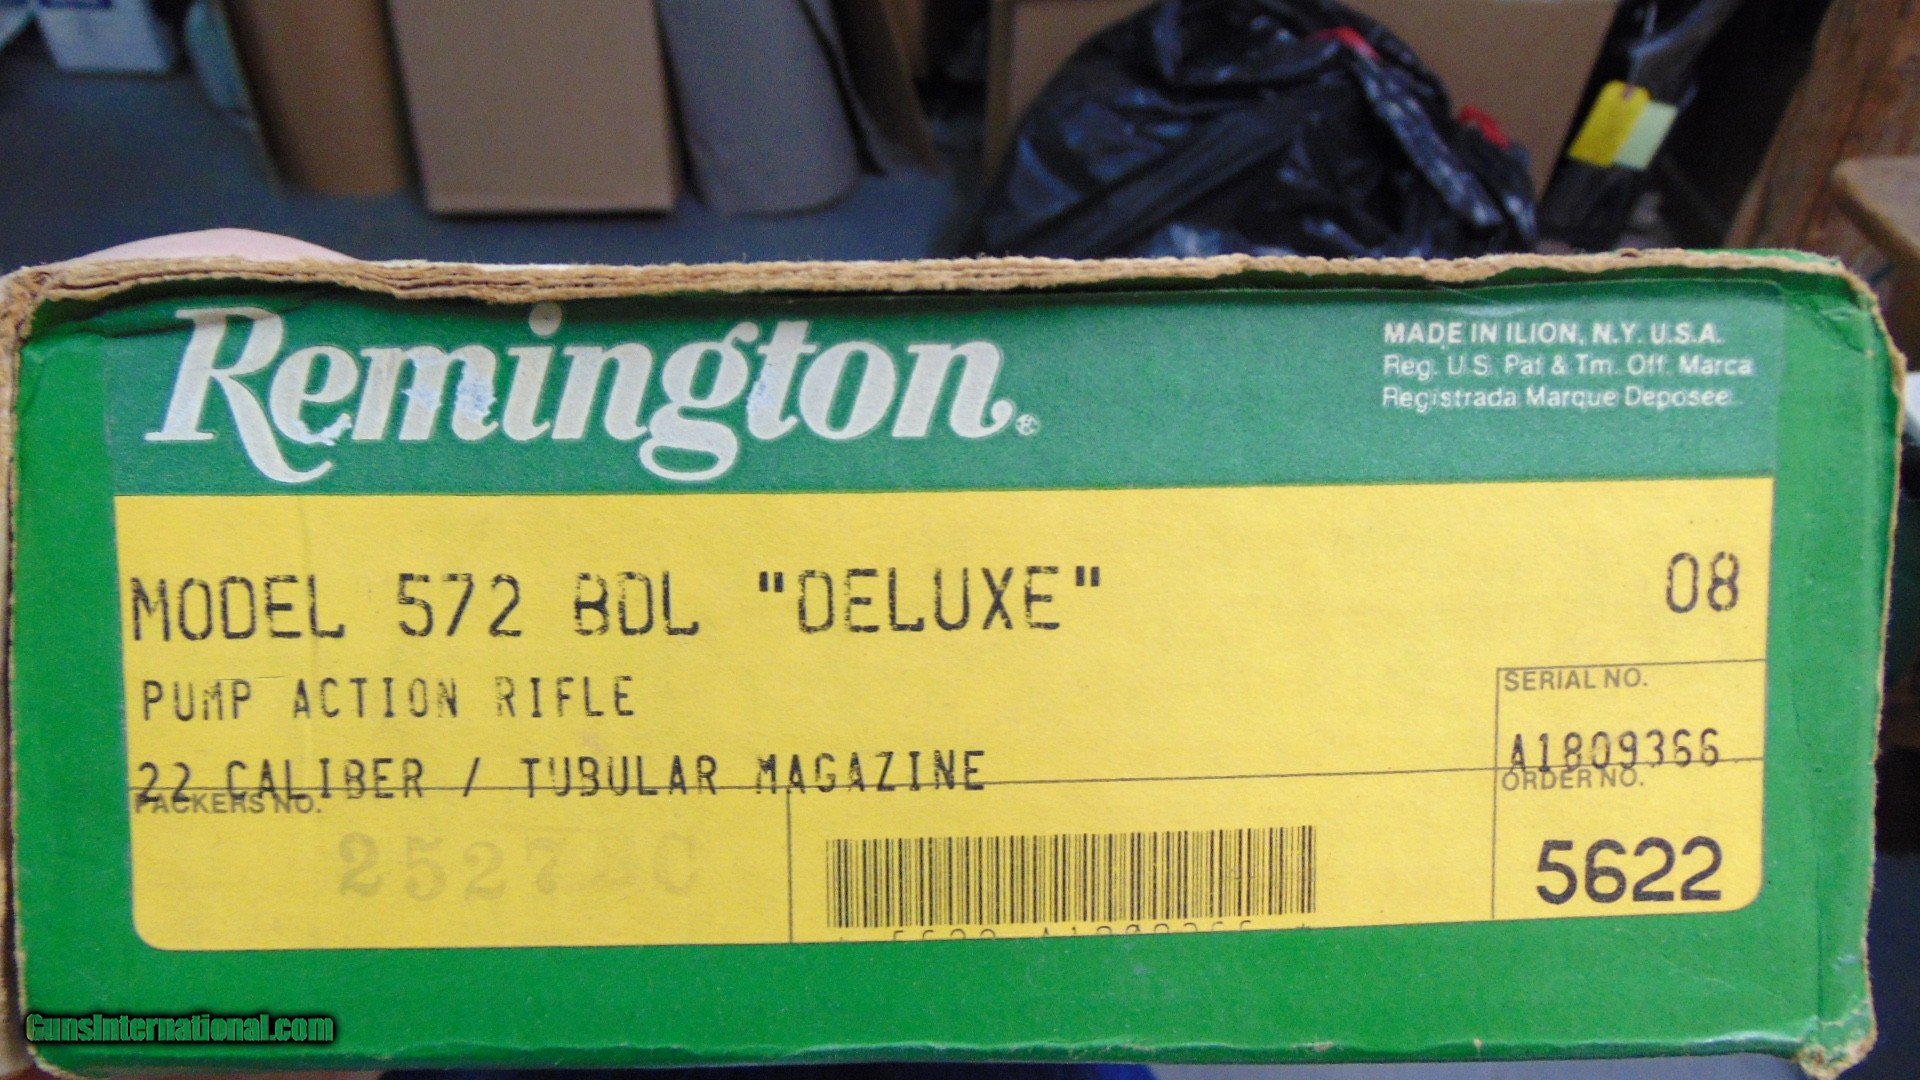 Remington®
MADE IN ILION, N.Y. U.S.A.
Reg. U.S. Pat & Tm. Off. Marca
Registrada Marque Deposee
MODEL 572 BDL "DELUXE"
08
PUMP ACTION RIFLE
SERIAL NO.
A1809366
22 CALIBER / TUBULAR MAGAZINE
PACKERS NO.
ORDER NO.
5622
GunsInternational.com